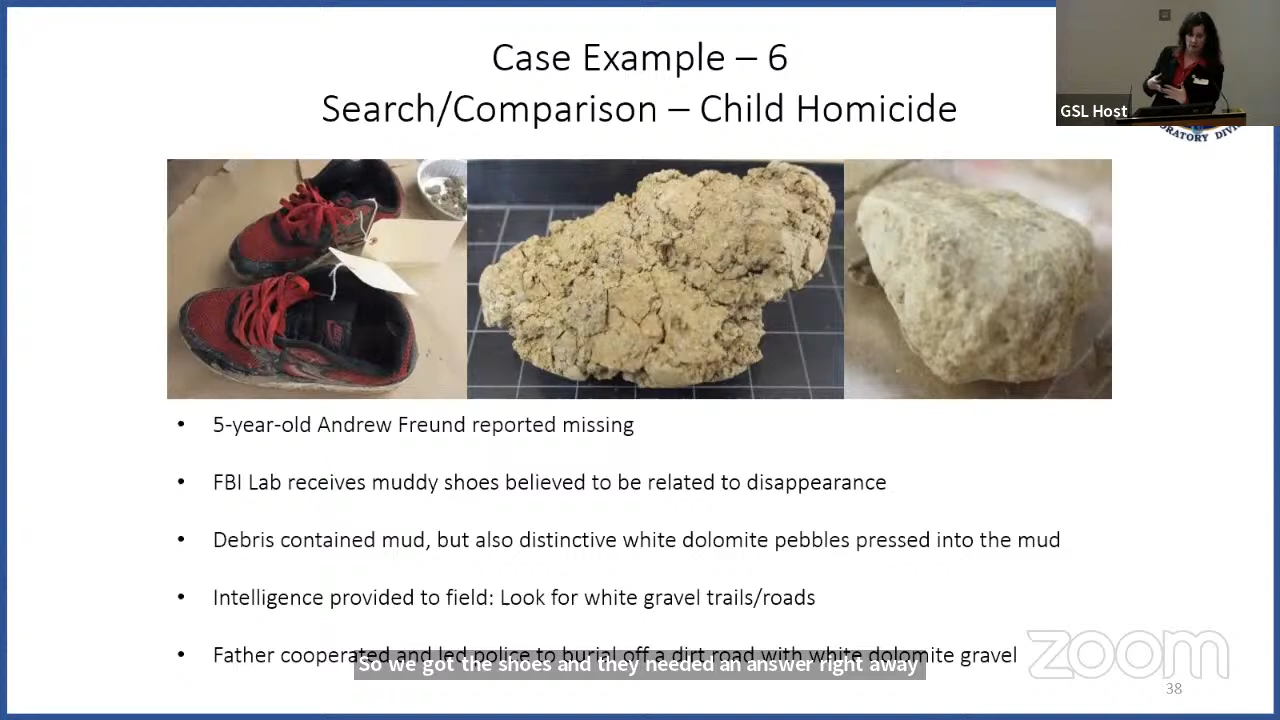 Case Example – 6
Search/Comparison – Child Homicide
GSL Host
ORATORY DIVI
• 5-year-old Andrew Freund reported missing
• FBI Lab receives muddy shoes believed to be related to disappearance
• Debris contained mud, but also distinctive white dolomite pebbles pressed into the mud
• Intelligence provided to field: Look for white gravel trails/roads
• Father cooperated and led police to burial off a dirt road with white dolomite gravel
So we got the shoes and they needed an answer right away
zoom
38